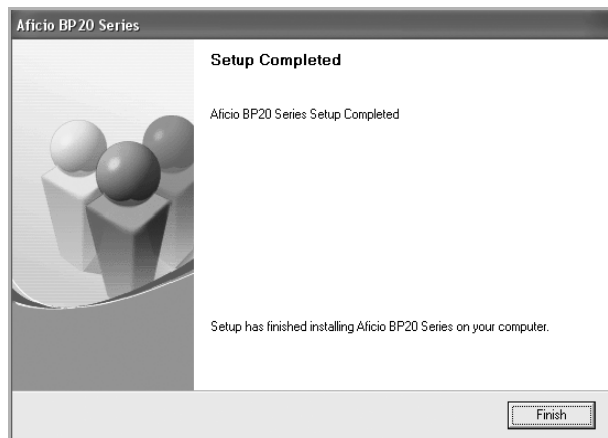 Aficio BP20 Series
Setup Completed
Aficio BP20 Series Setup Completed
Setup has finished installing Aficio BP20 Series on your computer.
Finish